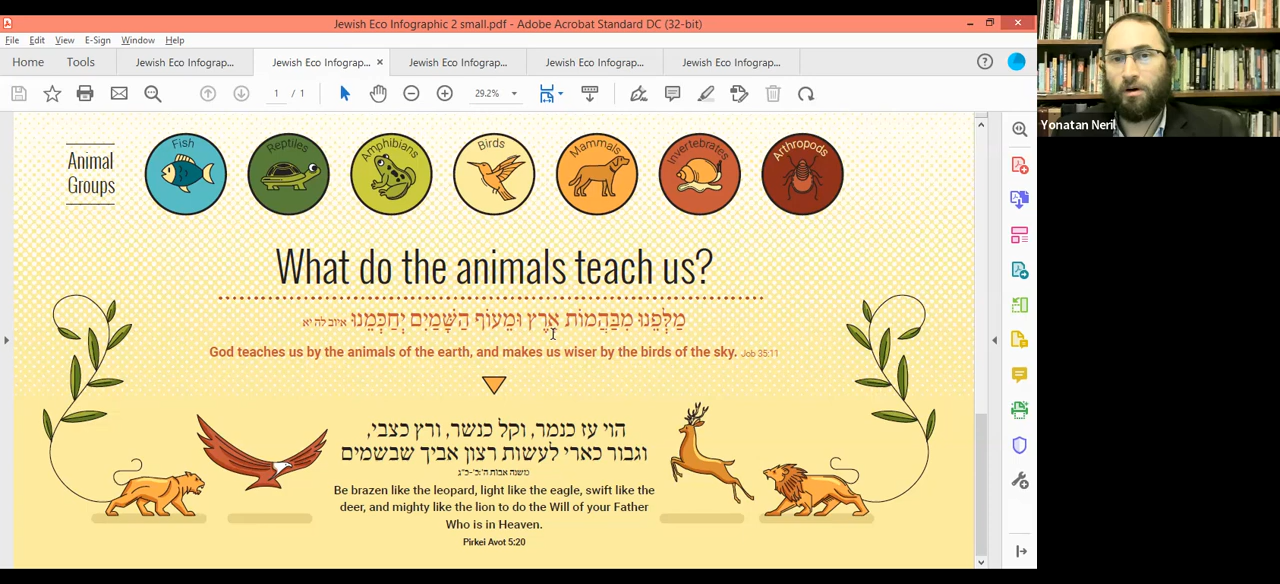 Jewish Eco Infographic 2 small.pdf - Adobe Acrobat Standard DC (32-bit)
File Edit View E-Sign Window Help
Home Tools Jewish Eco Infograp... Jewish Eco Infograp... × Jewish Eco Infograp... Jewish Eco Infograp... Jewish Eco Infograp...
1 / 1 29.2%
Yonatan Neril
Animal
Groups
Fish Reptiles Amphibians Birds Mammals Invertebrates Arthropods
What do the animals teach us?
מַלְּפֵנוּ מִבַּהֲמוֹת אָרֶץ וּמֵעוֹף הַשָּׁמַיִם יְחַכְּמֵנוּ איוב לה יא
God teaches us by the animals of the earth, and makes us wiser by the birds of the sky. Job 35:11
הוי עז כנמר, וקל כנשר, ורץ כצבי,
וגבור כארי לעשות רצון אביך שבשמים
משנה אבות ה׳:כ׳-כ״ג
Be brazen like the leopard, light like the eagle, swift like the
deer, and mighty like the lion to do the Will of your Father
Who is in Heaven.
Pirkei Avot 5:20